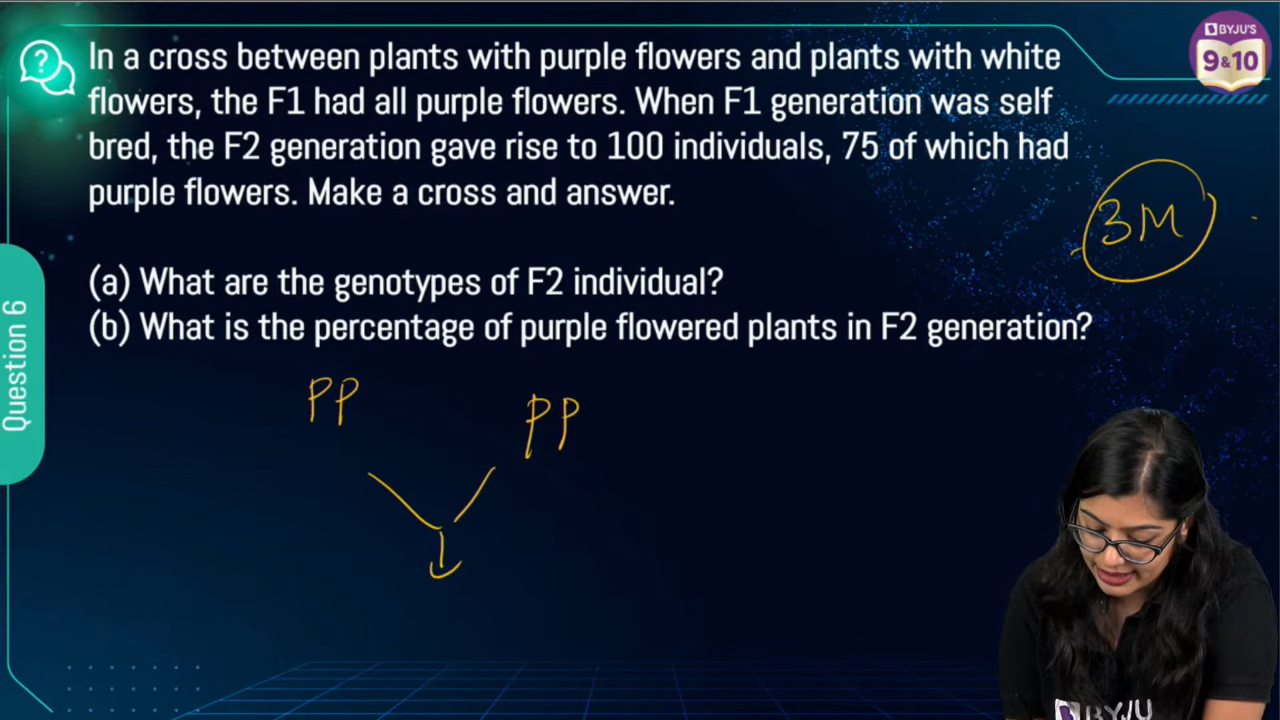 BYJU'S
9&10
In a cross between plants with purple flowers and plants with white
flowers, the F1 had all purple flowers. When F1 generation was self
bred, the F2 generation gave rise to 100 individuals, 75 of which had
purple flowers. Make a cross and answer.
3M
(a) What are the genotypes of F2 individual?
(b) What is the percentage of purple flowered plants in F2 generation?
Question 6
PP
pp
BYJU